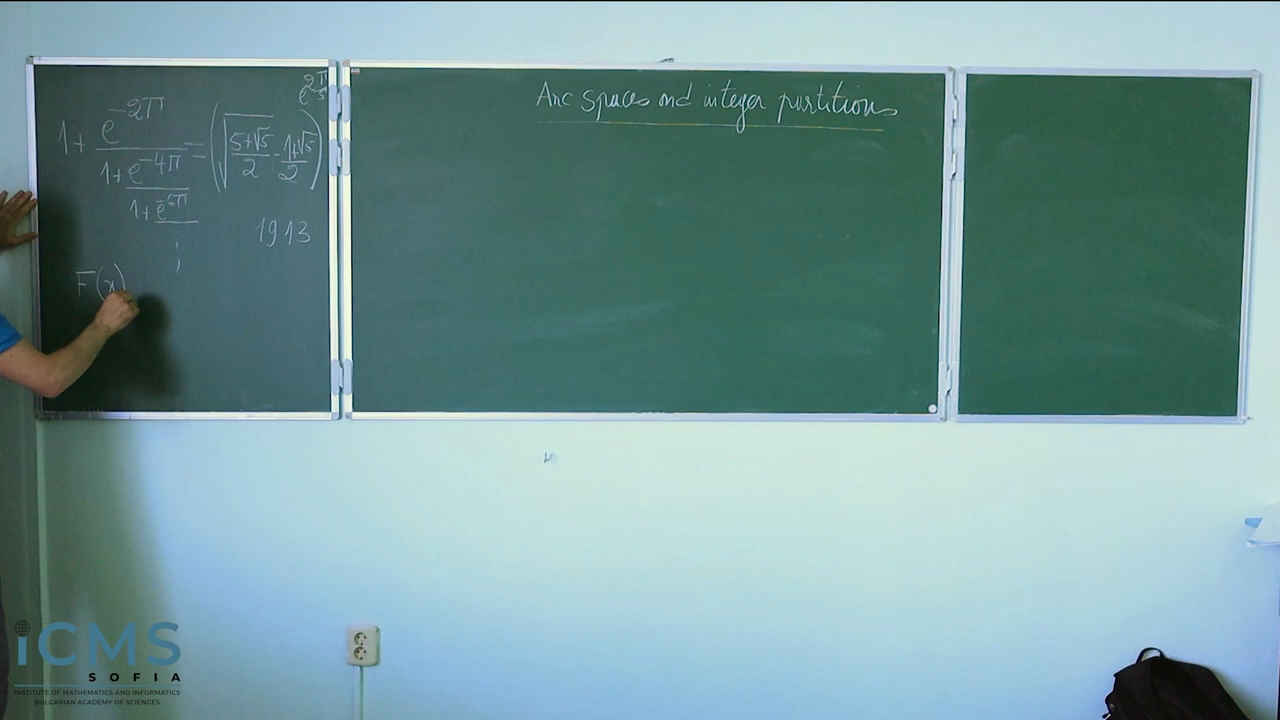 1 + e^{-2π} / (1 + e^{-4π} / (1 + e^{-6π} / ⋮)) = (√((5+√5)/2) - (1+√5)/2) e^{2π/5}
1913
F(x)
Arc spaces and integer partitions
iCMS
SOFIA
INSTITUTE OF MATHEMATICS AND INFORMATICS
BULGARIAN ACADEMY OF SCIENCES